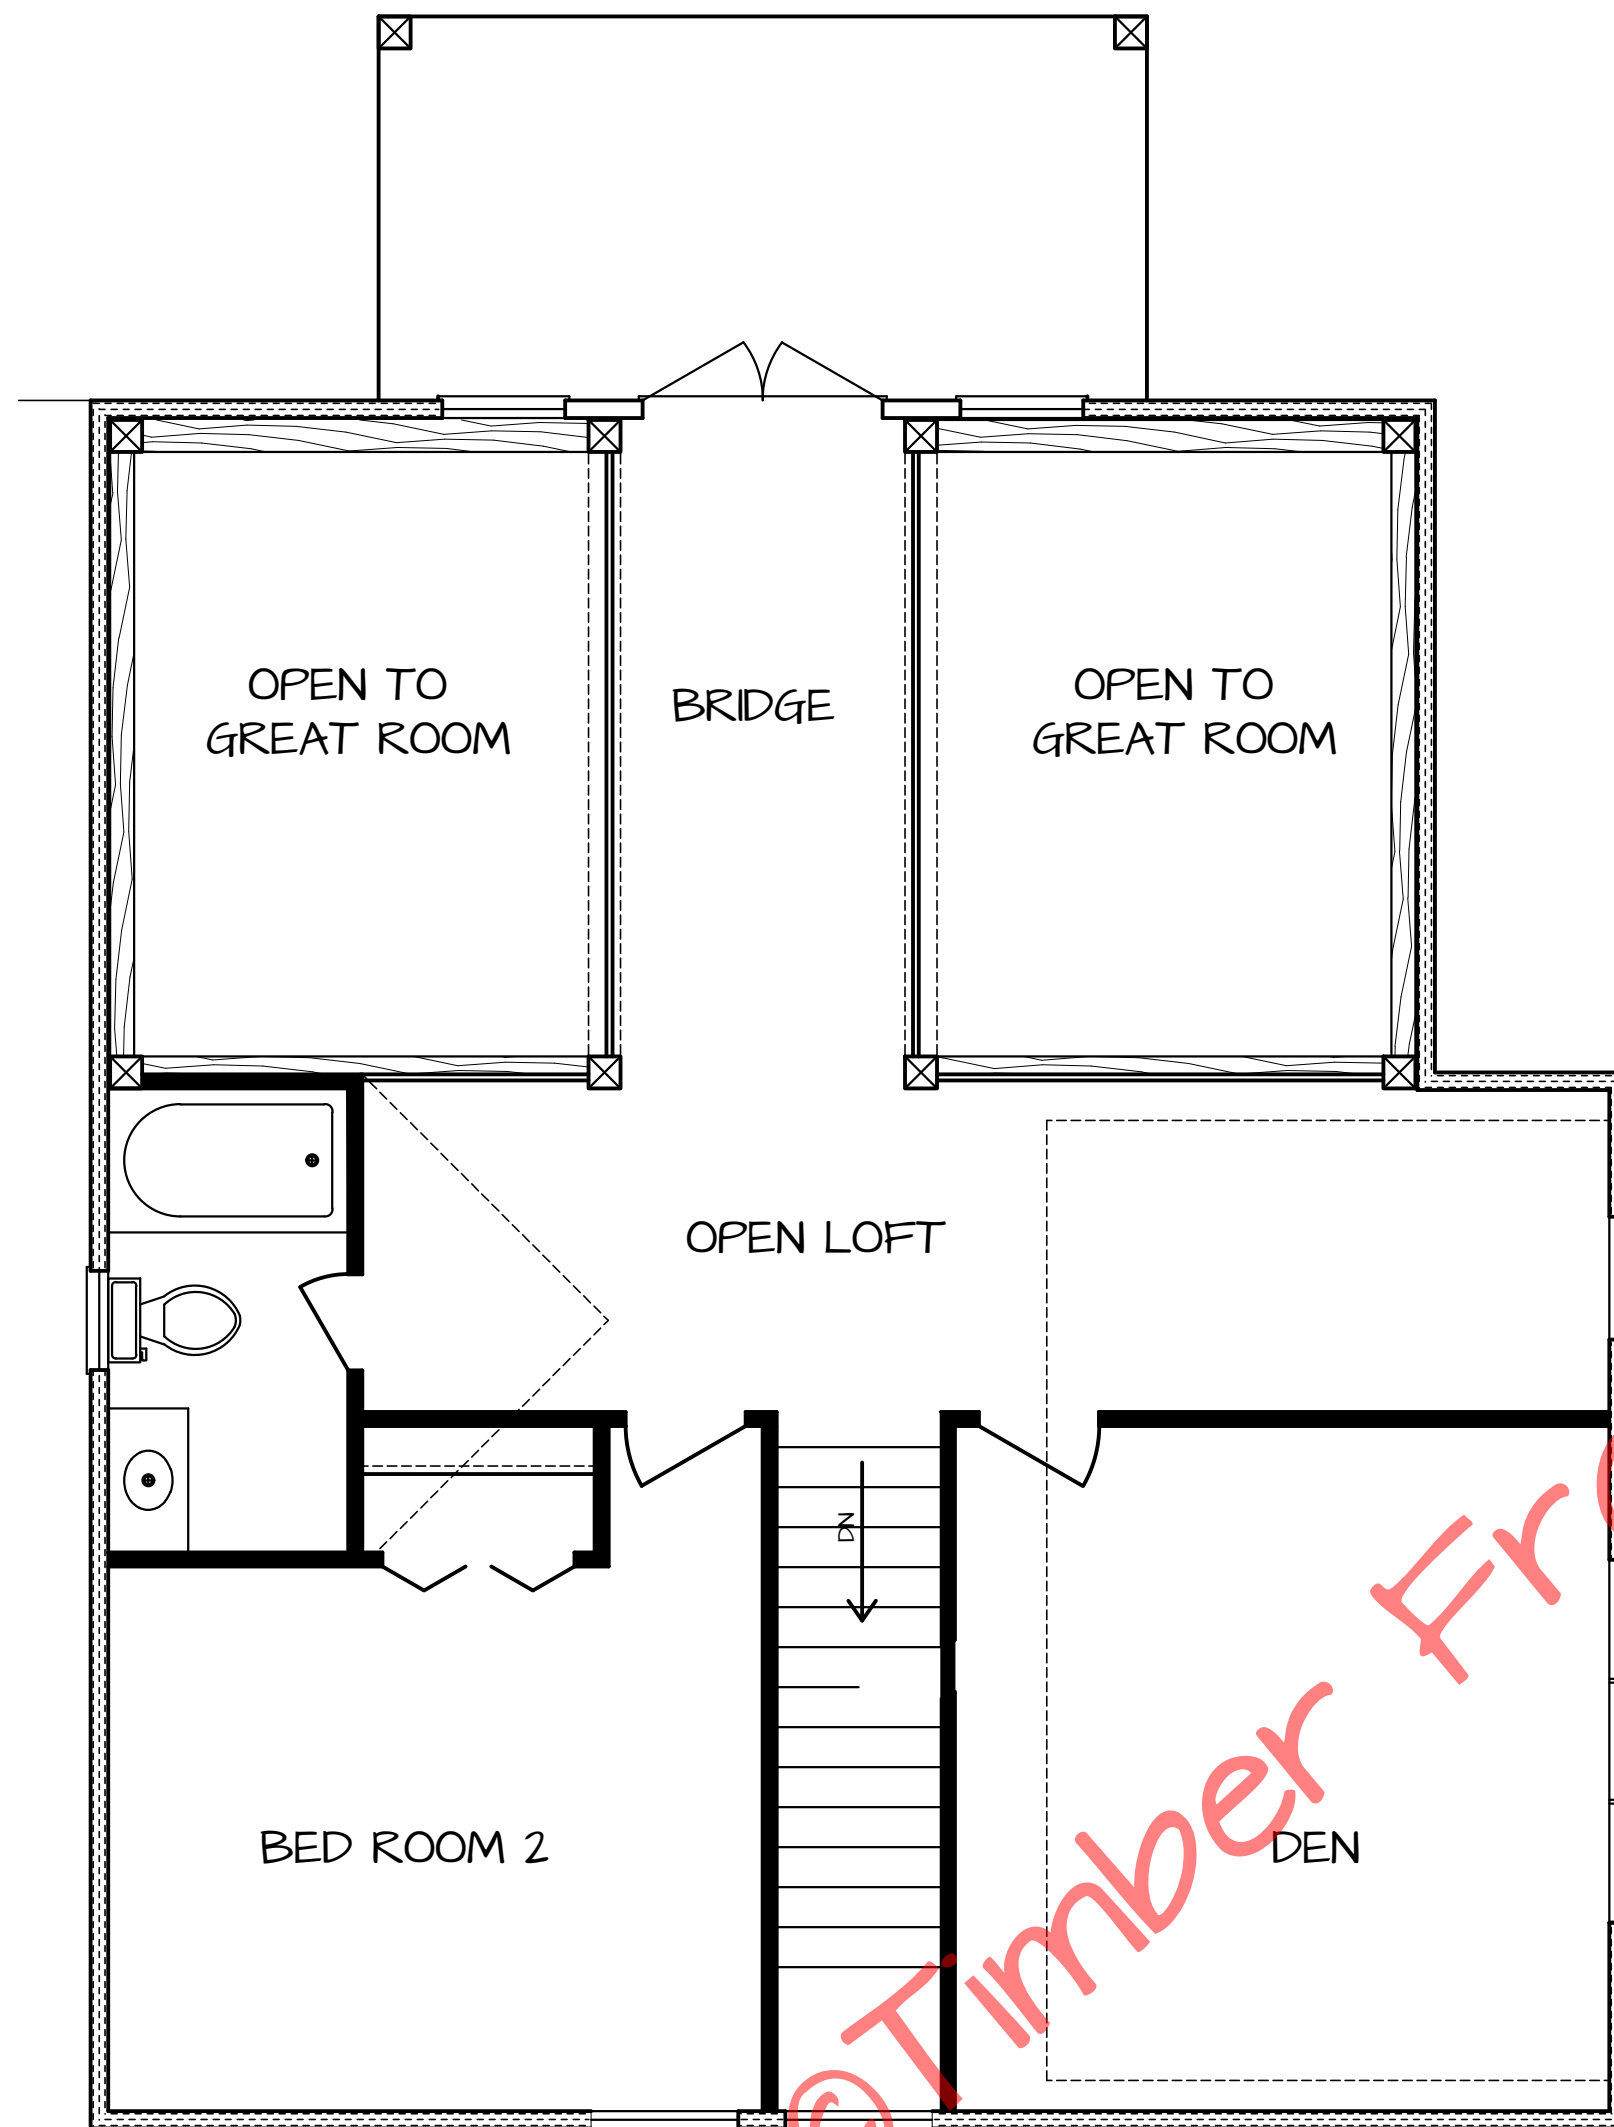 OPEN TO
GREAT ROOM
BRIDGE
OPEN TO
GREAT ROOM
OPEN LOFT
DN
BED ROOM 2
DEN
©Timber Fr